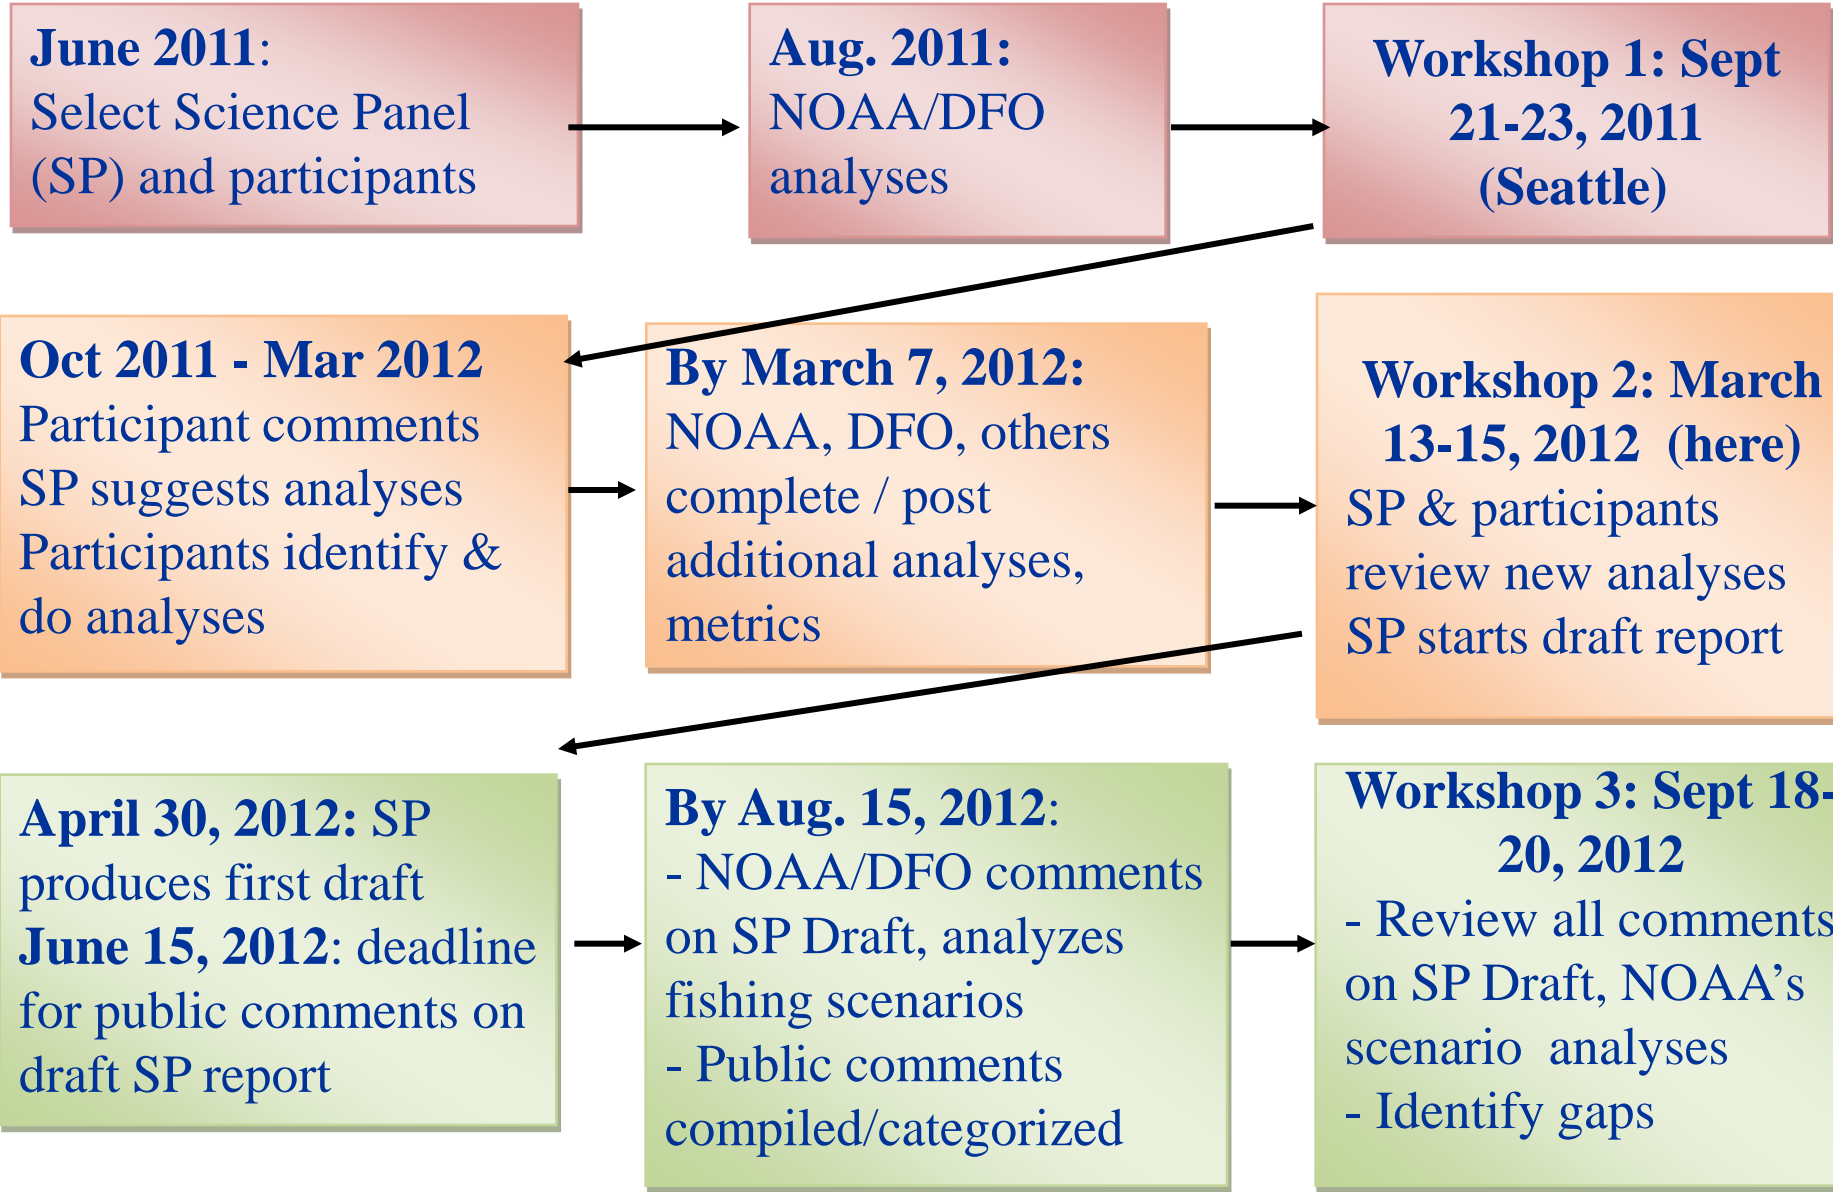 June 2011:
Select Science Panel
(SP) and participants
Aug. 2011:
NOAA/DFO
analyses
Workshop 1: Sept
21-23, 2011
(Seattle)
Oct 2011 - Mar 2012
Participant comments
SP suggests analyses
Participants identify &
do analyses
By March 7, 2012:
NOAA, DFO, others
complete / post
additional analyses,
metrics
Workshop 2: March
13-15, 2012 (here)
SP & participants
review new analyses
SP starts draft report
April 30, 2012: SP
produces first draft
June 15, 2012: deadline
for public comments on
draft SP report
By Aug. 15, 2012:
- NOAA/DFO comments
on SP Draft, analyzes
fishing scenarios
- Public comments
compiled/categorized
Workshop 3: Sept 18-
20, 2012
- Review all comments
on SP Draft, NOAA’s
scenario analyses
- Identify gaps